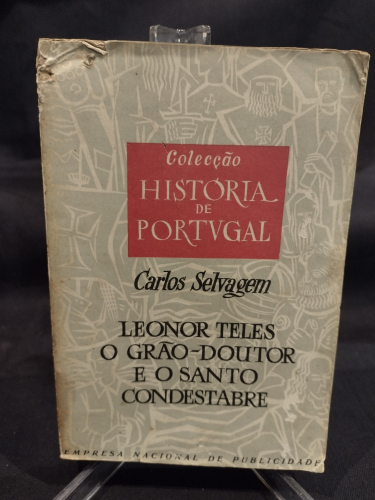 Colecção
HISTÓRIA
DE
PORTVGAL
Carlos Selvagem
LEONOR TELES
O GRÃO-DOUTOR
E O SANTO
CONDESTABRE
EMPRESA NACIONAL DE PUBLICIDADE